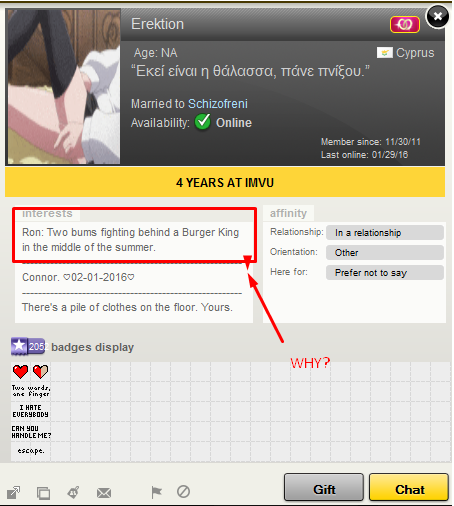 Erektion
Age: NA
Cyprus
“Εκεί είναι η θάλασσα, πάνε πνίξου.”
Married to Schizofreni
Availability: Online
Member since: 11/30/11
Last online: 01/29/16
4 YEARS AT IMVU
interests
Ron: Two bums fighting behind a Burger King
in the middle of the summer.
Connor. ♡02-01-2016♡
There's a pile of clothes on the floor. Yours.
affinity
Relationship: In a relationship
Orientation: Other
Here for: Prefer not to say
WHY?
205 badges display
Two words,
one finger
I HATE
EVERYBODY
CAN YOU
HANDLE ME?
escape.
Gift
Chat